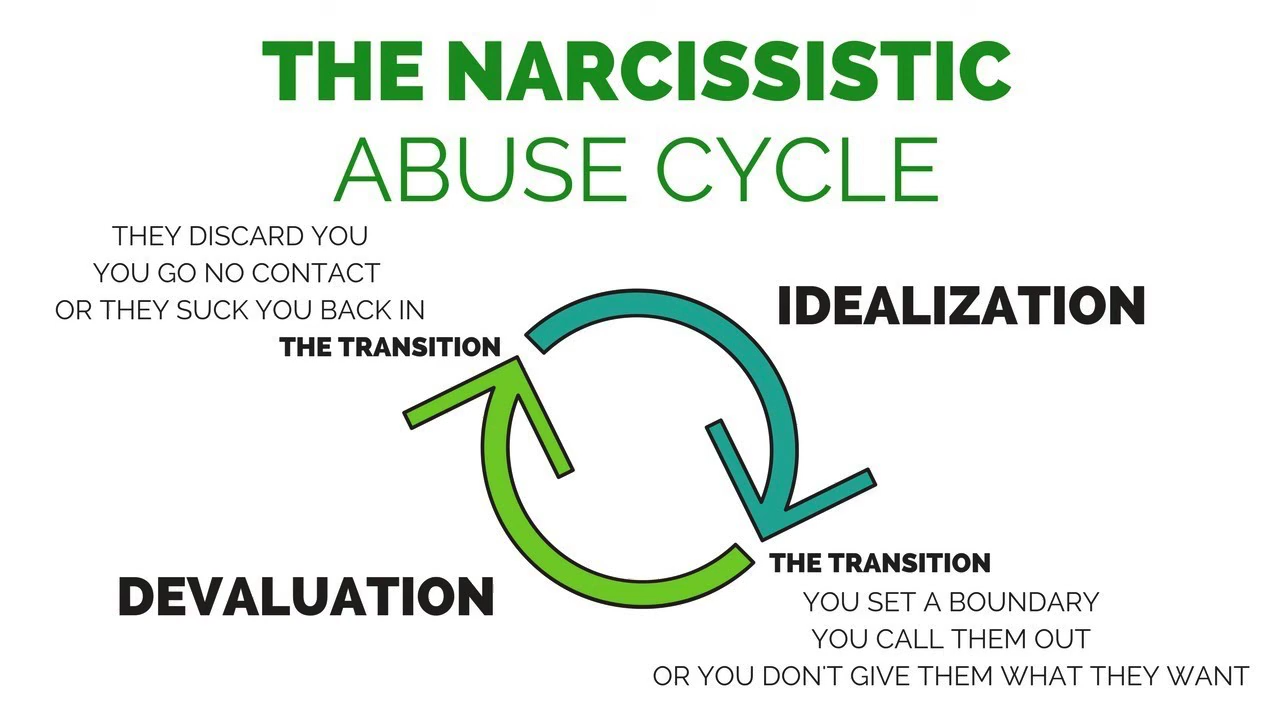 THE NARCISSISTIC
ABUSE CYCLE
THEY DISCARD YOU
YOU GO NO CONTACT
OR THEY SUCK YOU BACK IN
THE TRANSITION
IDEALIZATION
DEVALUATION
THE TRANSITION
YOU SET A BOUNDARY
YOU CALL THEM OUT
OR YOU DON'T GIVE THEM WHAT THEY WANT